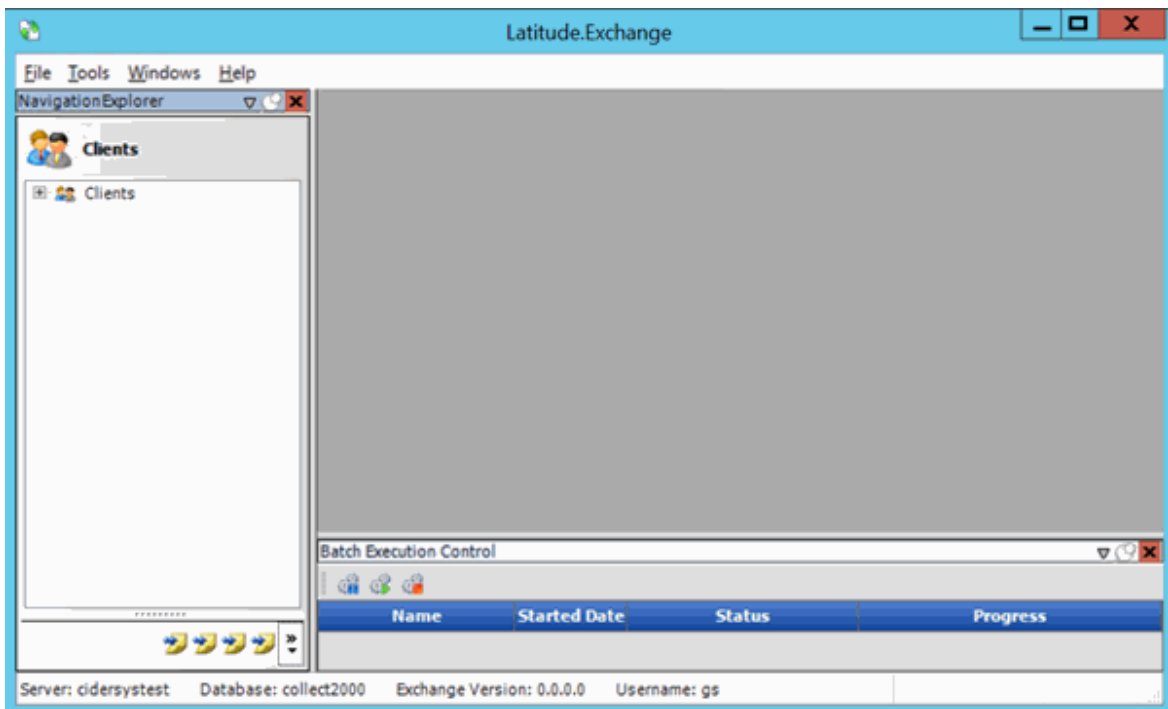 Latitude.Exchange
File Tools Windows Help
NavigationExplorer
Clients
Clients
Batch Execution Control
Name Started Date Status Progress
Server: cidersystest Database: collect2000 Exchange Version: 0.0.0.0 Username: gs